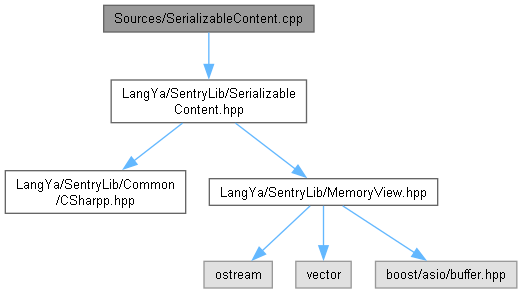 Sources/SerializableContent.cpp
LangYa/SentryLib/Serializable
Content.hpp
LangYa/SentryLib/Common
/CSharpp.hpp
LangYa/SentryLib/MemoryView.hpp
ostream
vector
boost/asio/buffer.hpp